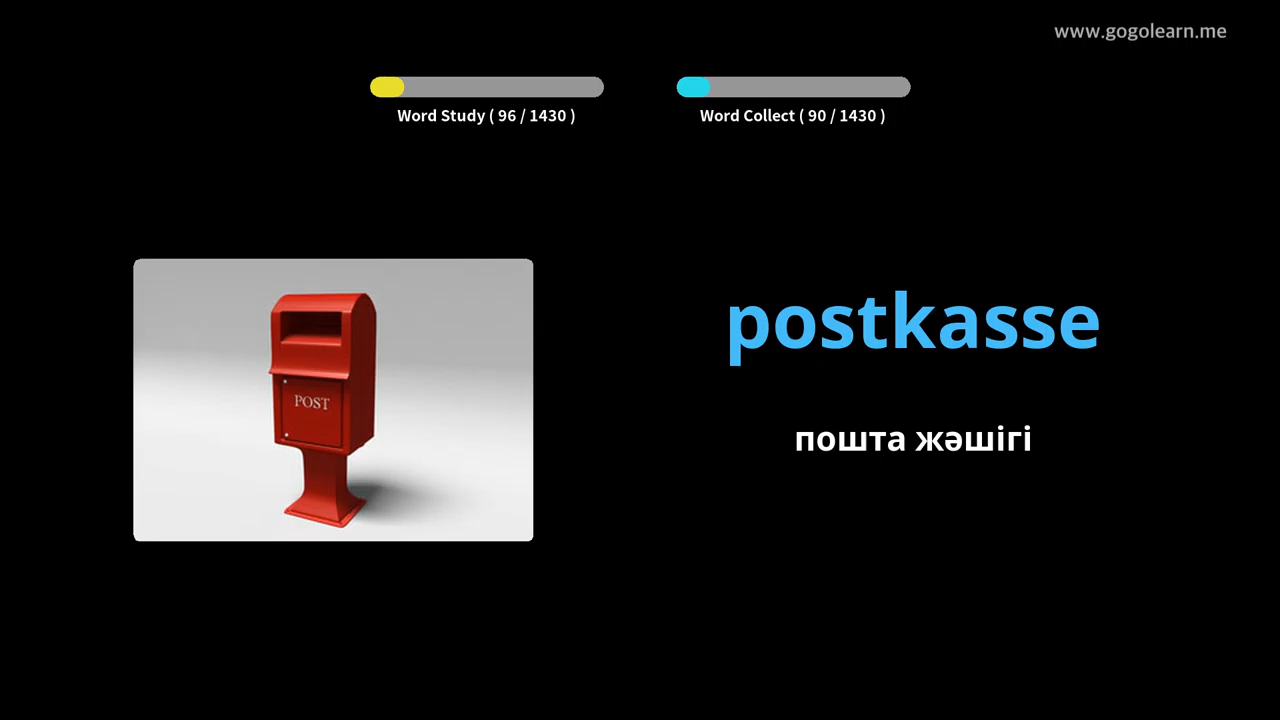 www.gogolearn.me
Word Study ( 96 / 1430 )
Word Collect ( 90 / 1430 )
POST
postkasse
пошта жәшігі